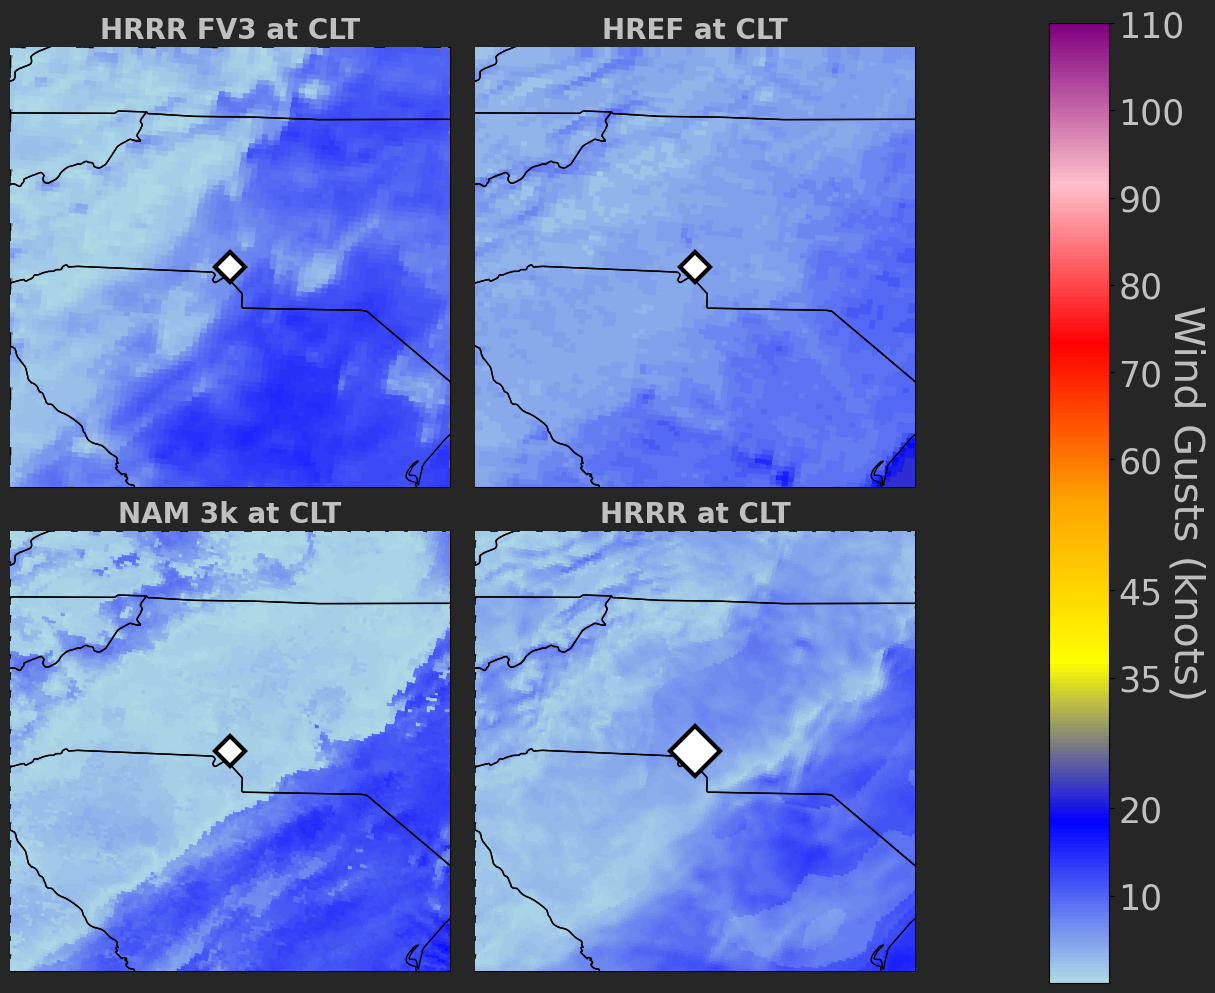 HRRR FV3 at CLT
HREF at CLT
NAM 3k at CLT
HRRR at CLT
110
100
90
80
70
60
45
35
20
10
Wind Gusts (knots)